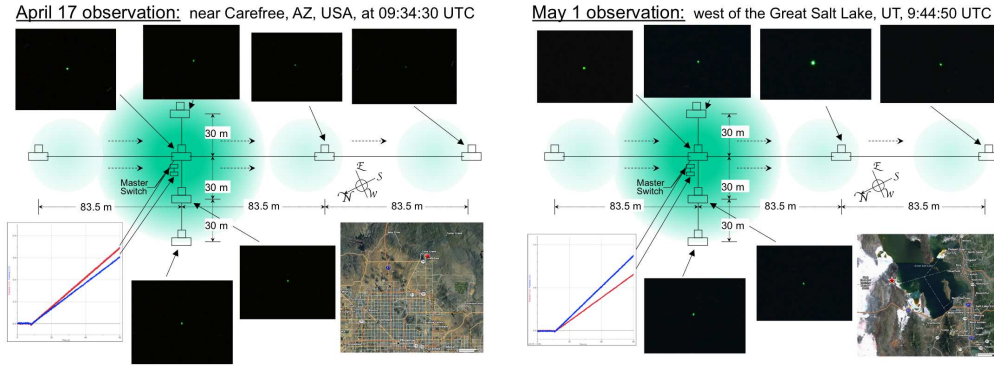 April 17 observation: near Carefree, AZ, USA, at 09:34:30 UTC
30 m
Master
Switch
30 m
83.5 m
83.5 m
83.5 m
30 m
E
S
N
W
May 1 observation: west of the Great Salt Lake, UT, 9:44:50 UTC
30 m
Master
Switch
30 m
83.5 m
83.5 m
83.5 m
30 m
E
S
N
W